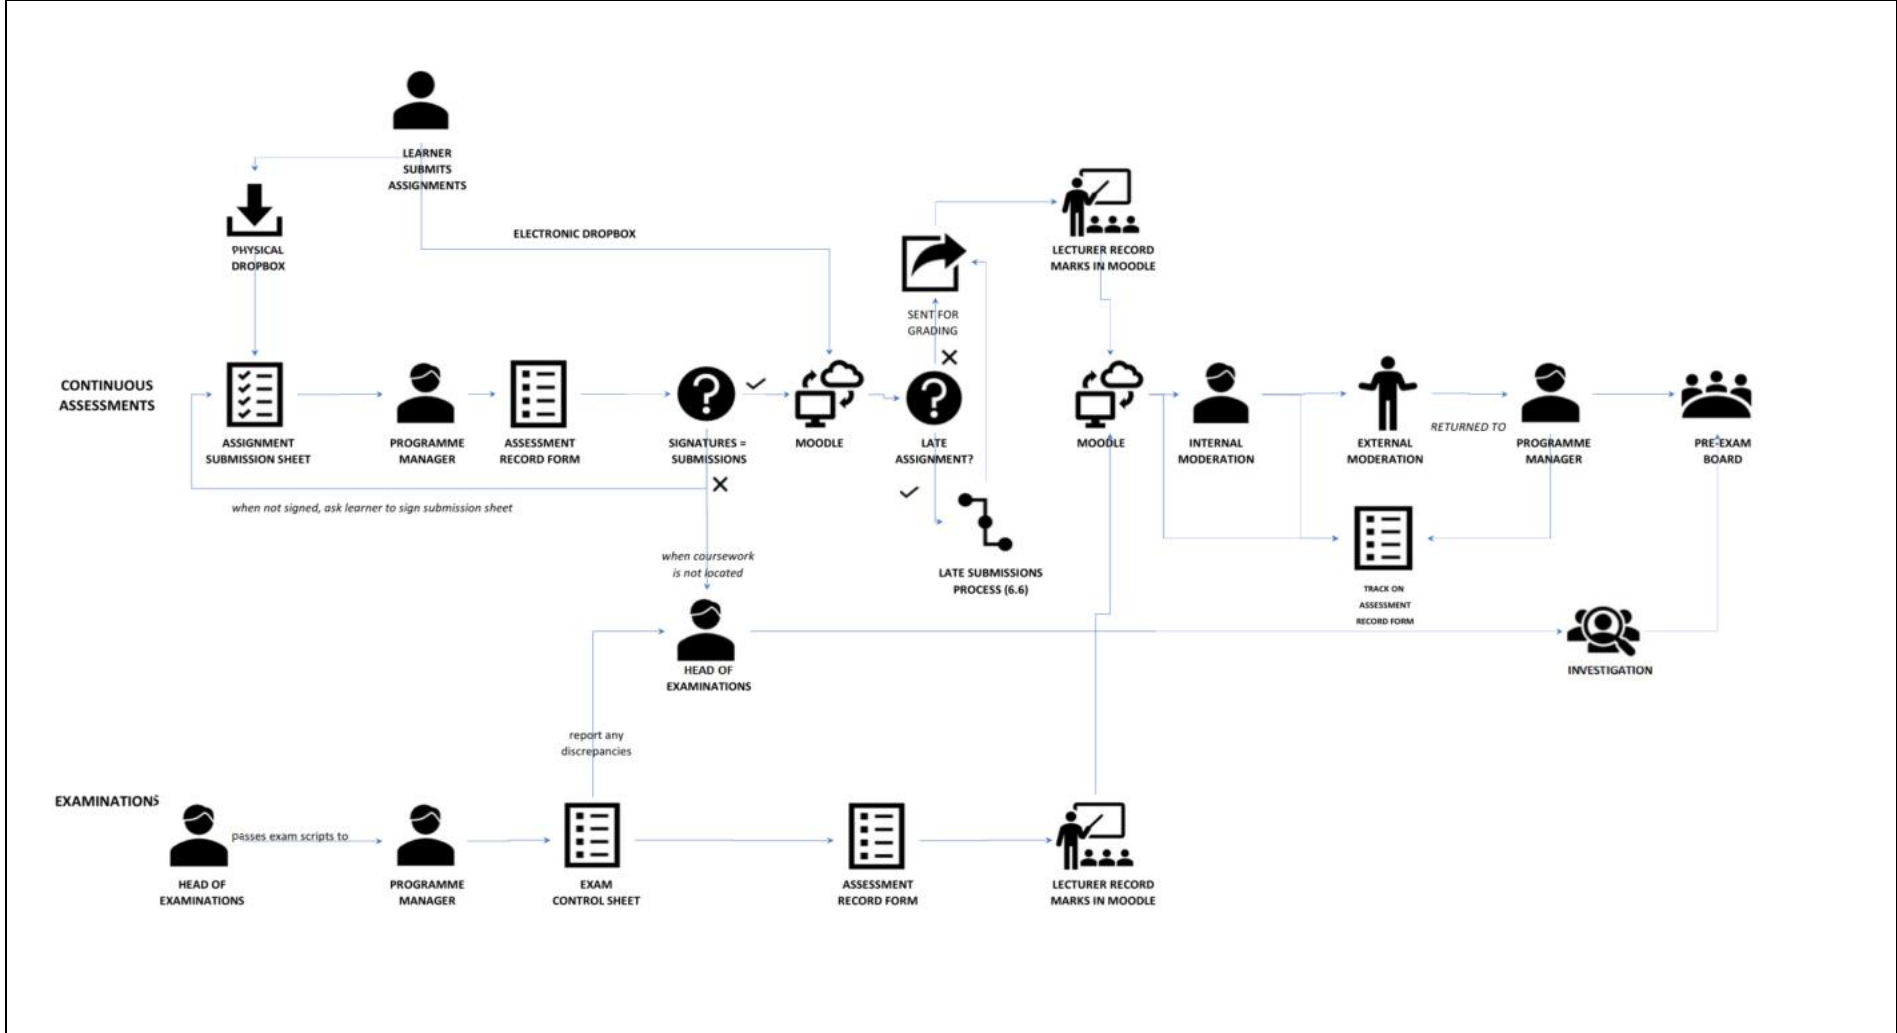 LEARNER
SUBMITS
ASSIGNMENTS
PHYSICAL
DROPBOX
ELECTRONIC DROPBOX
LECTURER RECORD
MARKS IN MOODLE
SENT FOR
GRADING
CONTINUOUS
ASSESSMENTS
ASSIGNMENT
SUBMISSION SHEET
PROGRAMME
MANAGER
ASSESSMENT
RECORD FORM
SIGNATURES =
SUBMISSIONS
MOODLE
LATE
ASSIGNMENT?
MOODLE
INTERNAL
MODERATION
EXTERNAL
MODERATION
RETURNED TO
PROGRAMME
MANAGER
PRE-EXAM
BOARD
when not signed, ask learner to sign submission sheet
when coursework
is not located
LATE SUBMISSIONS
PROCESS (6.6)
TRACK ON
ASSESSMENT
RECORD FORM
HEAD OF
EXAMINATIONS
INVESTIGATION
report any
discrepancies
EXAMINATIONS
passes exam scripts to
HEAD OF
EXAMINATIONS
PROGRAMME
MANAGER
EXAM
CONTROL SHEET
ASSESSMENT
RECORD FORM
LECTURER RECORD
MARKS IN MOODLE